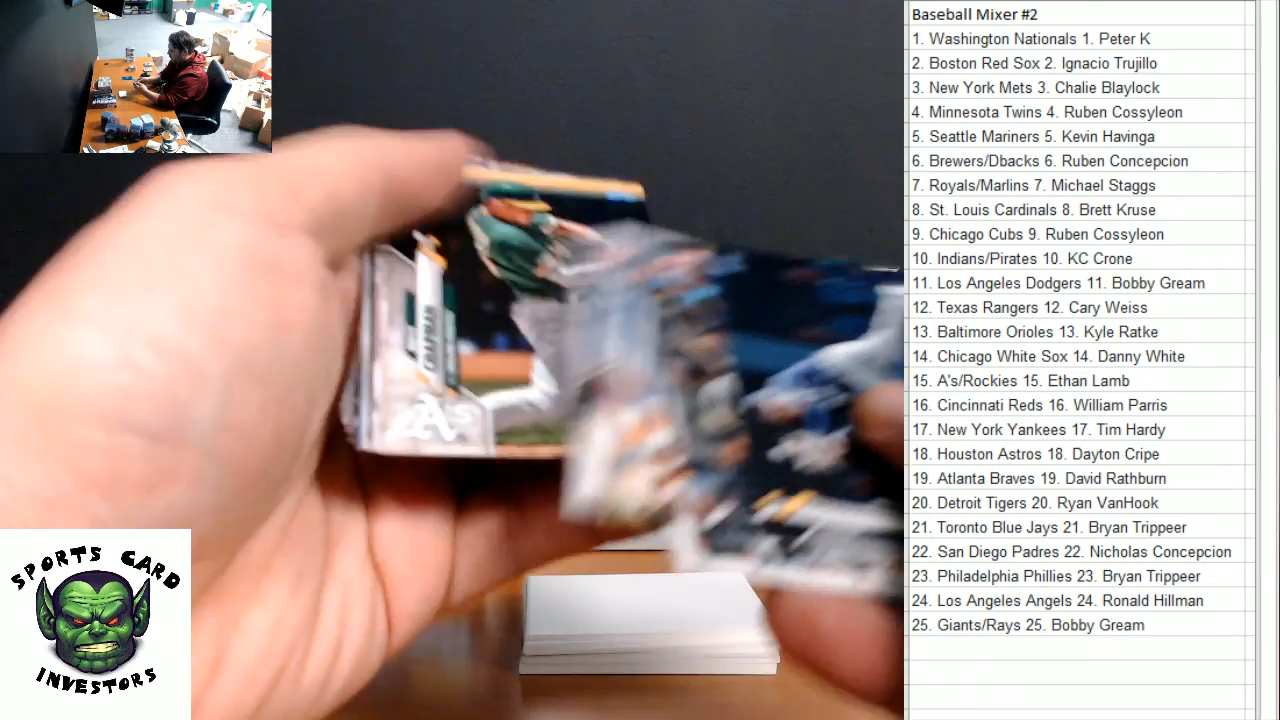 Baseball Mixer #2
1. Washington Nationals 1. Peter K
2. Boston Red Sox 2. Ignacio Trujillo
3. New York Mets 3. Chalie Blaylock
4. Minnesota Twins 4. Ruben Cossyleon
5. Seattle Mariners 5. Kevin Havinga
6. Brewers/Dbacks 6. Ruben Concepcion
7. Royals/Marlins 7. Michael Staggs
8. St. Louis Cardinals 8. Brett Kruse
9. Chicago Cubs 9. Ruben Cossyleon
10. Indians/Pirates 10. KC Crone
11. Los Angeles Dodgers 11. Bobby Gream
12. Texas Rangers 12. Cary Weiss
13. Baltimore Orioles 13. Kyle Ratke
14. Chicago White Sox 14. Danny White
15. A's/Rockies 15. Ethan Lamb
16. Cincinnati Reds 16. William Parris
17. New York Yankees 17. Tim Hardy
18. Houston Astros 18. Dayton Cripe
19. Atlanta Braves 19. David Rathburn
20. Detroit Tigers 20. Ryan VanHook
21. Toronto Blue Jays 21. Bryan Trippeer
22. San Diego Padres 22. Nicholas Concepcion
23. Philadelphia Phillies 23. Bryan Trippeer
24. Los Angeles Angels 24. Ronald Hillman
25. Giants/Rays 25. Bobby Gream
A's
SPORTS CARD
INVESTORS